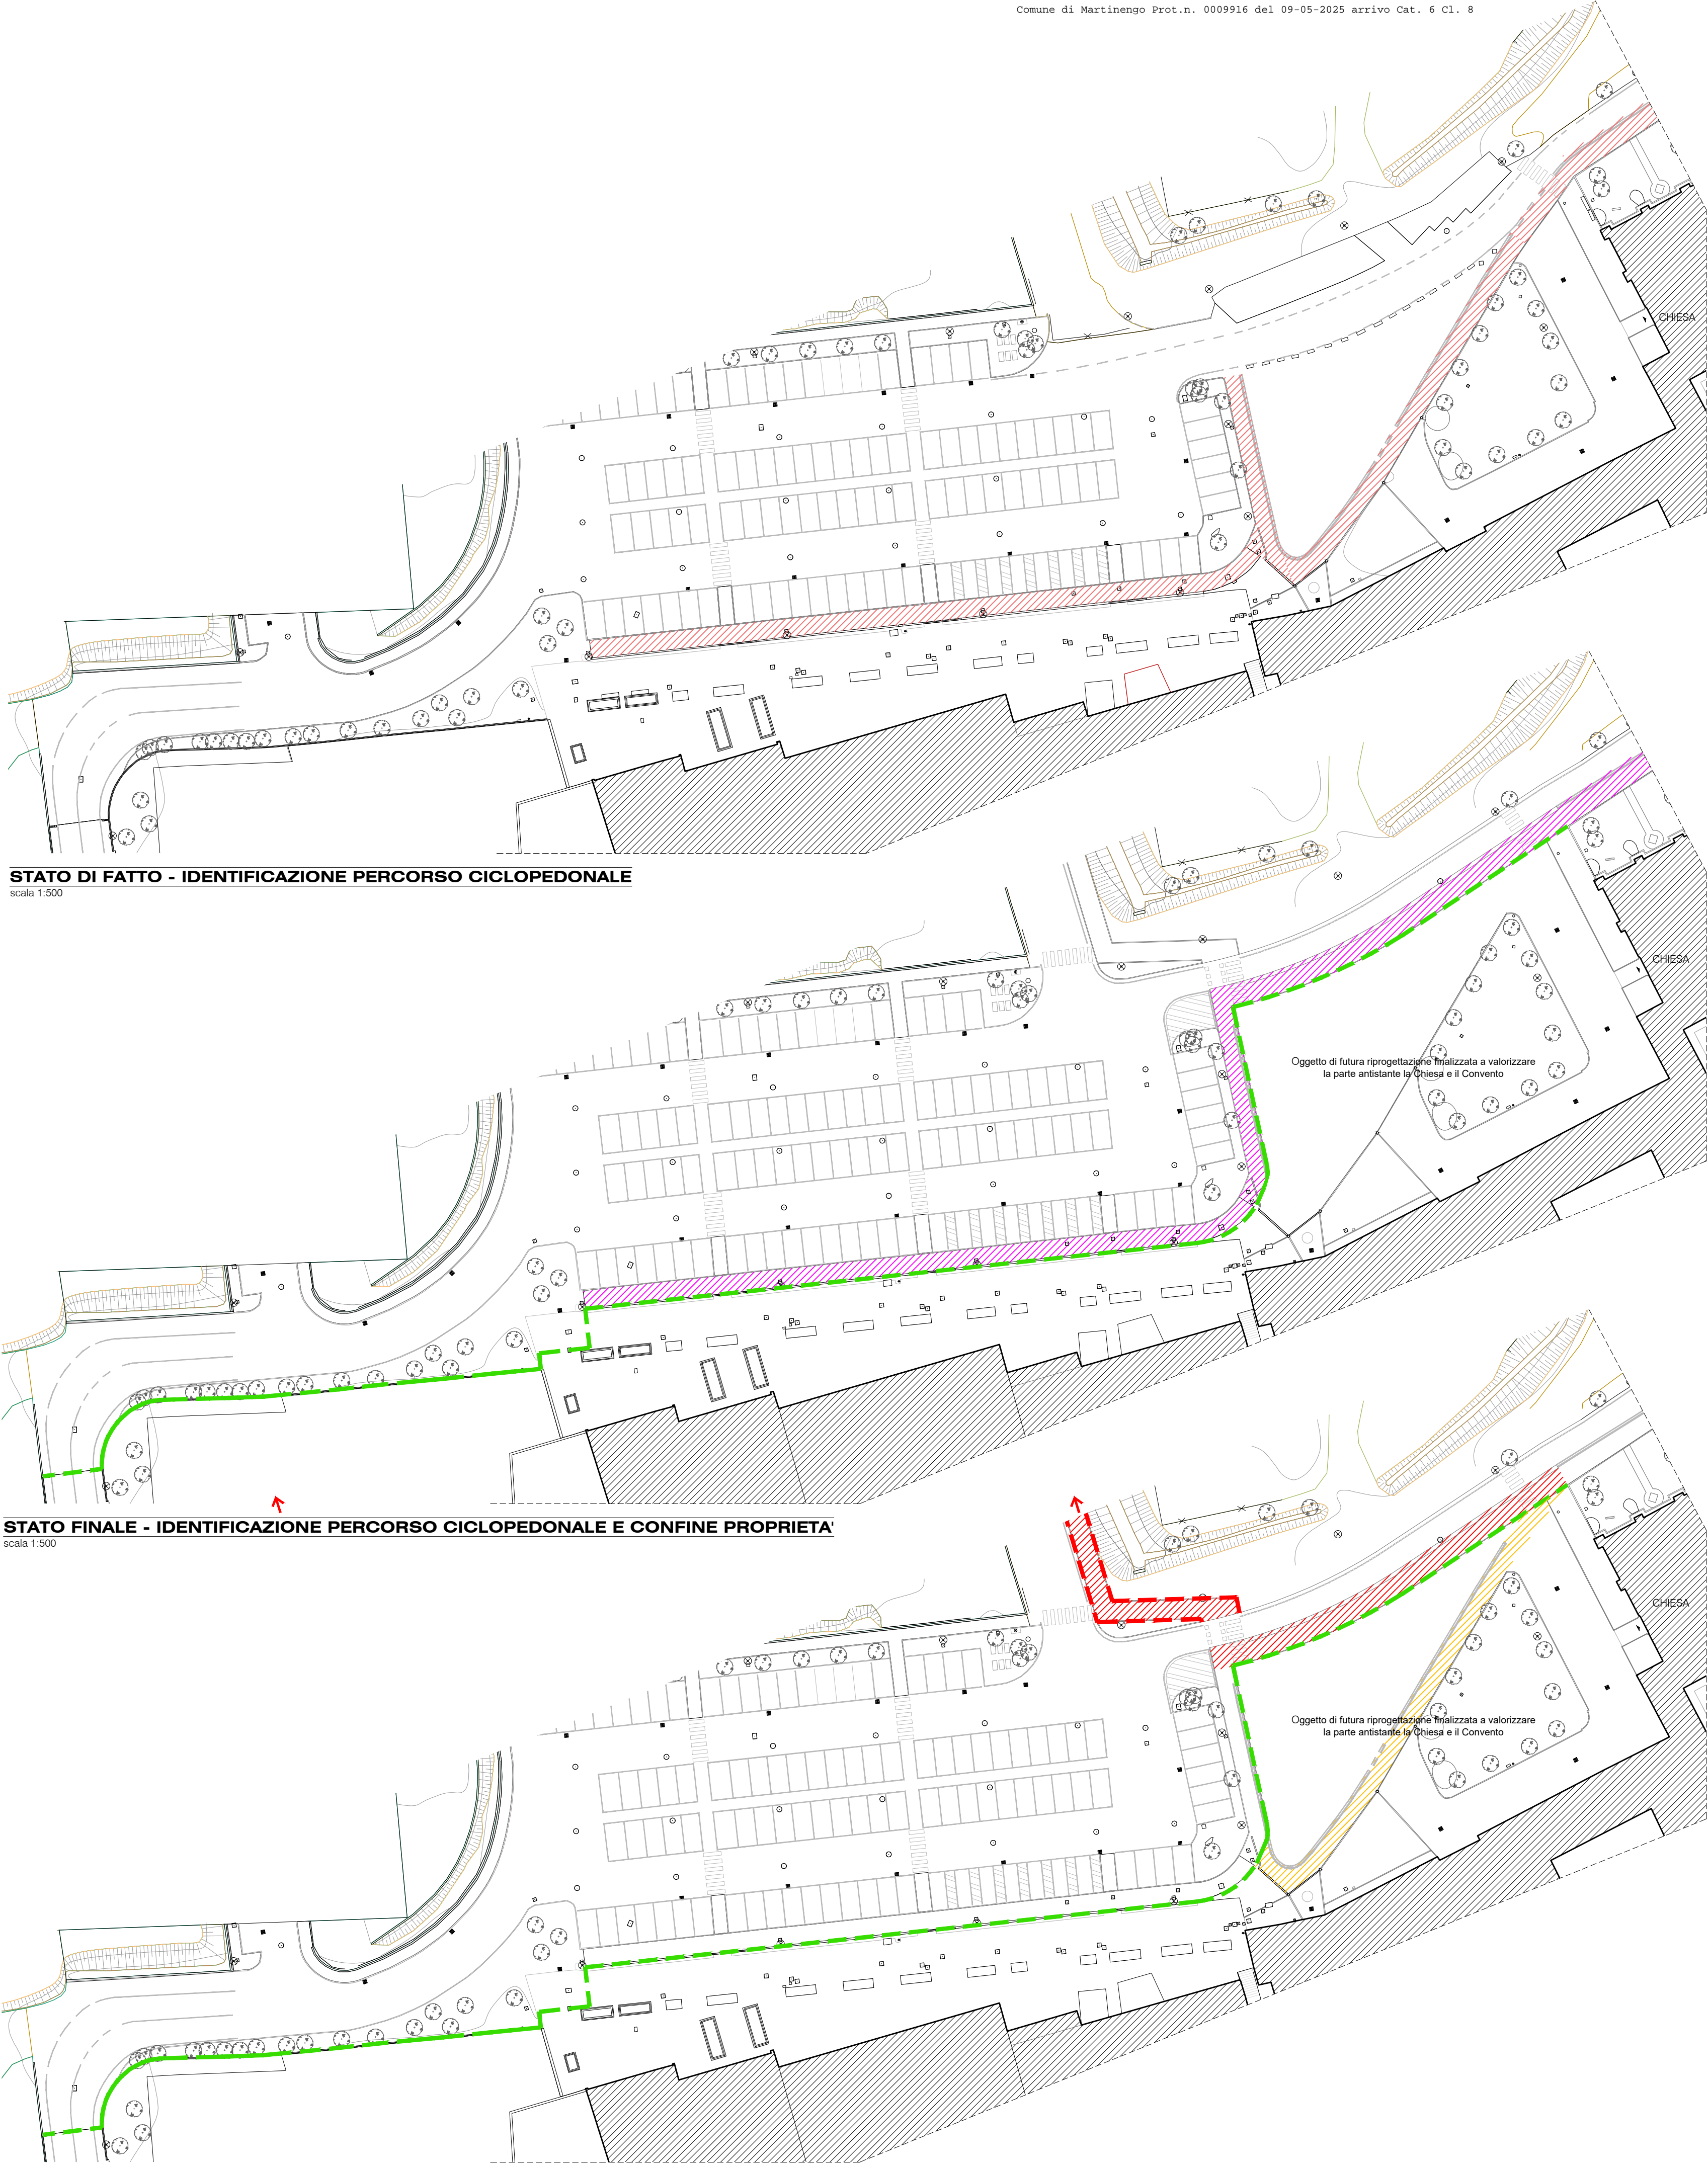 Comune di Martinengo Prot.n. 0009916 del 09-05-2025 arrivo Cat. 6 Cl. 8
CHIESA
STATO DI FATTO - IDENTIFICAZIONE PERCORSO CICLOPEDONALE
scala 1:500
CHIESA
Oggetto di futura riprogettazione finalizzata a valorizzare
la parte antistante la Chiesa e il Convento
STATO FINALE - IDENTIFICAZIONE PERCORSO CICLOPEDONALE E CONFINE PROPRIETA'
scala 1:500
CHIESA
Oggetto di futura riprogettazione finalizzata a valorizzare
la parte antistante la Chiesa e il Convento